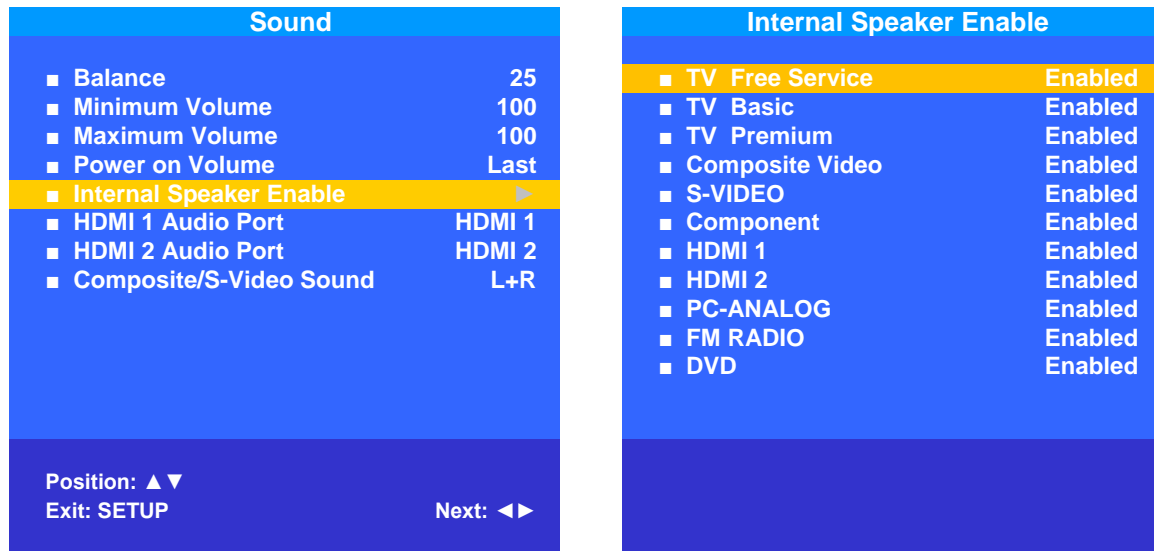 Sound
■ Balance 25
■ Minimum Volume 100
■ Maximum Volume 100
■ Power on Volume Last
■ Internal Speaker Enable ►
■ HDMI 1 Audio Port HDMI 1
■ HDMI 2 Audio Port HDMI 2
■ Composite/S-Video Sound L+R
Position: ▲▼
Exit: SETUP Next: ◄►
Internal Speaker Enable
■ TV Free Service Enabled
■ TV Basic Enabled
■ TV Premium Enabled
■ Composite Video Enabled
■ S-VIDEO Enabled
■ Component Enabled
■ HDMI 1 Enabled
■ HDMI 2 Enabled
■ PC-ANALOG Enabled
■ FM RADIO Enabled
■ DVD Enabled